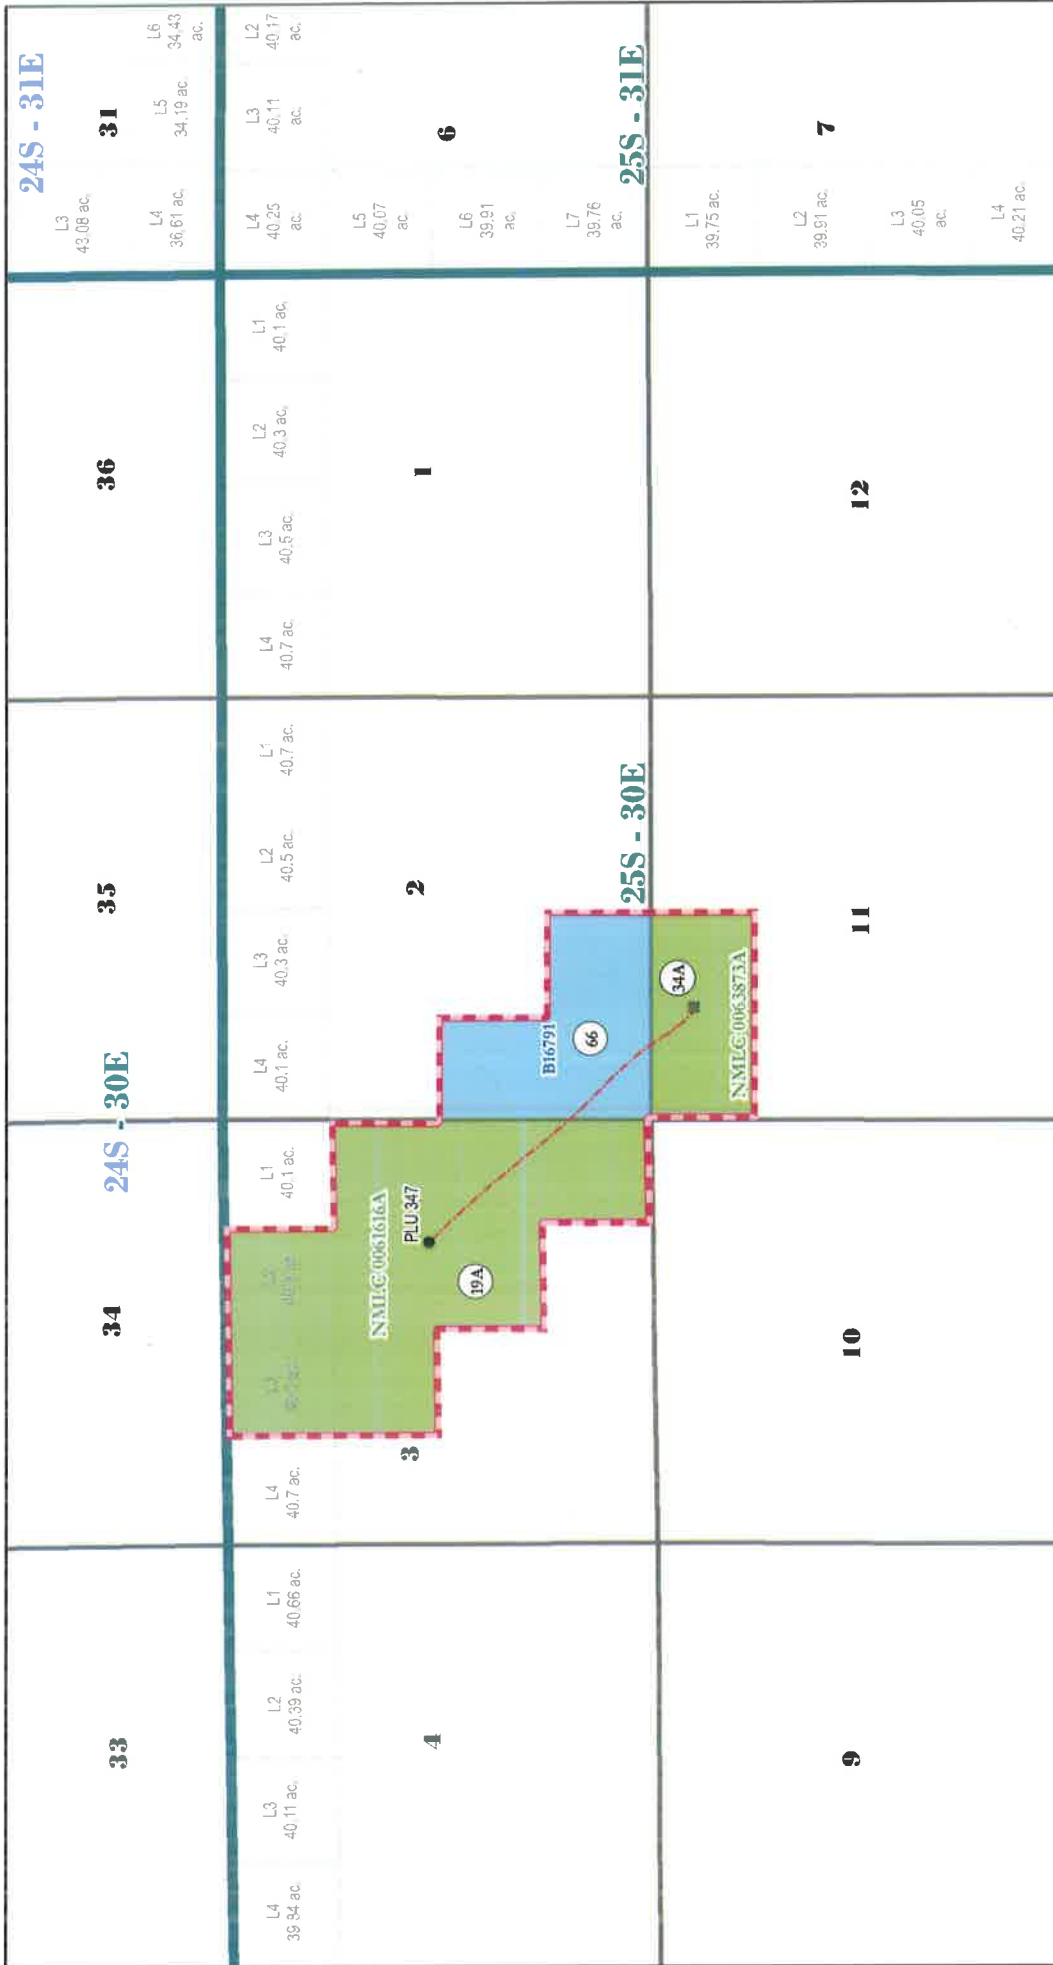 24S - 31E
24S - 30E
33
34
35
36
31
L3
43.08 ac.
L4
36.61 ac.
L5
34.19 ac.
L6
34.43
ac.
L4
39.94 ac.
L3
40.11 ac.
L2
40.39 ac.
L1
40.66 ac.
L4
40.7 ac.
L1
40.1 ac.
L4
40.1 ac.
L3
40.3 ac.
L2
40.5 ac.
L1
40.7 ac.
L4
40.7 ac.
L3
40.5 ac.
L2
40.3 ac.
L1
40.1 ac.
L4
40.25
ac.
L3
40.11
ac.
L2
40.17
ac.
L5
40.07
ac.
L6
39.91
ac.
L7
39.76
ac.
4
3
2
1
6
NMLC 0061616A
PLU 347
19A
B16791
66
25S - 30E
25S - 31E
34A
NMLC 0063873A
L1
39.75 ac.
L2
39.91 ac.
L3
40.05
ac.
L4
40.21 ac.
9
10
11
12
7